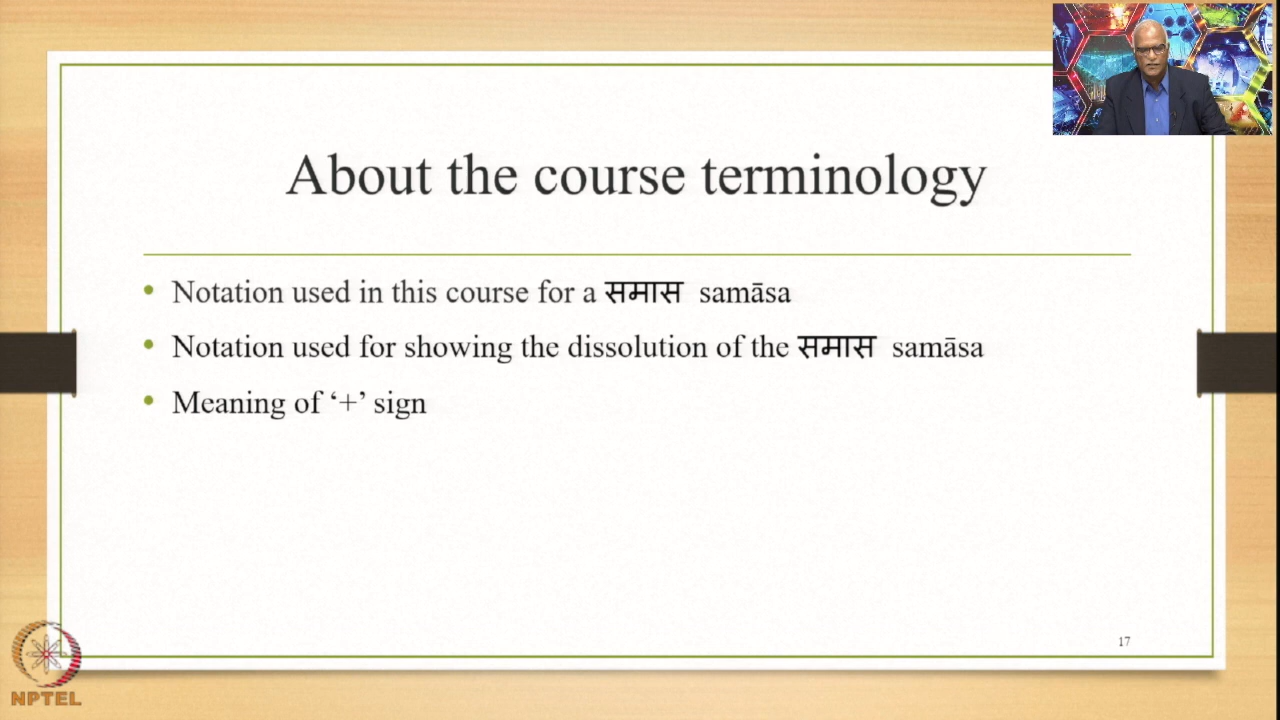 About the course terminology
• Notation used in this course for a समास samāsa
• Notation used for showing the dissolution of the समास samāsa
• Meaning of ‘+’ sign
17
NPTEL